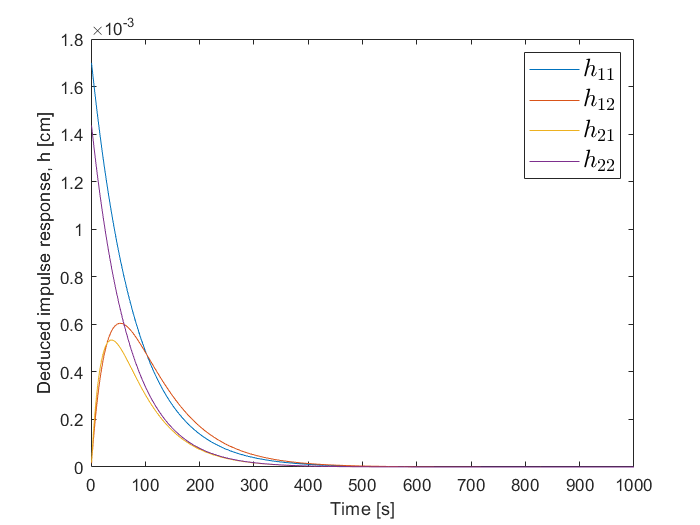 ×10⁻³
1.8
1.6
1.4
1.2
1
0.8
0.6
0.4
0.2
0
Deduced impulse response, h [cm]
h₁₁
h₁₂
h₂₁
h₂₂
0 100 200 300 400 500 600 700 800 900 1000
Time [s]